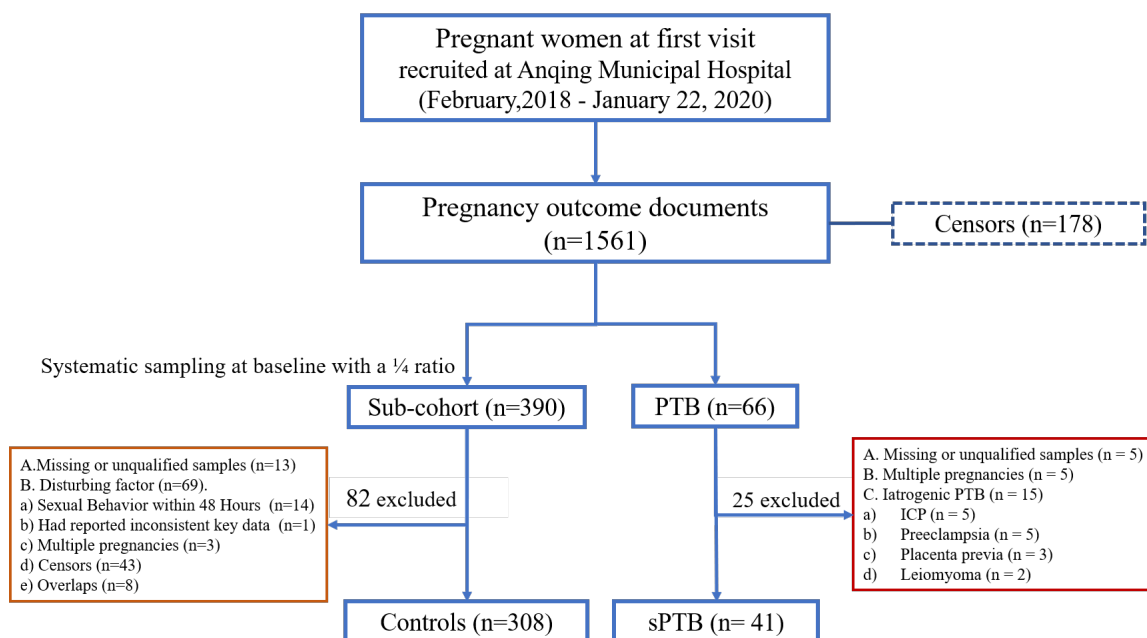 Pregnant women at first visit
recruited at Anqing Municipal Hospital
(February,2018 - January 22, 2020)
Pregnancy outcome documents
(n=1561)
Censors (n=178)
Systematic sampling at baseline with a ¼ ratio
Sub-cohort (n=390)
PTB (n=66)
A.Missing or unqualified samples (n=13)
B. Disturbing factor (n=69).
a) Sexual Behavior within 48 Hours (n=14)
b) Had reported inconsistent key data (n=1)
c) Multiple pregnancies (n=3)
d) Censors (n=43)
e) Overlaps (n=8)
82 excluded
25 excluded
A. Missing or unqualified samples (n = 5)
B. Multiple pregnancies (n = 5)
C. Iatrogenic PTB (n = 15)
a) ICP (n = 5)
b) Preeclampsia (n = 5)
c) Placenta previa (n = 3)
d) Leiomyoma (n = 2)
Controls (n=308)
sPTB (n= 41)